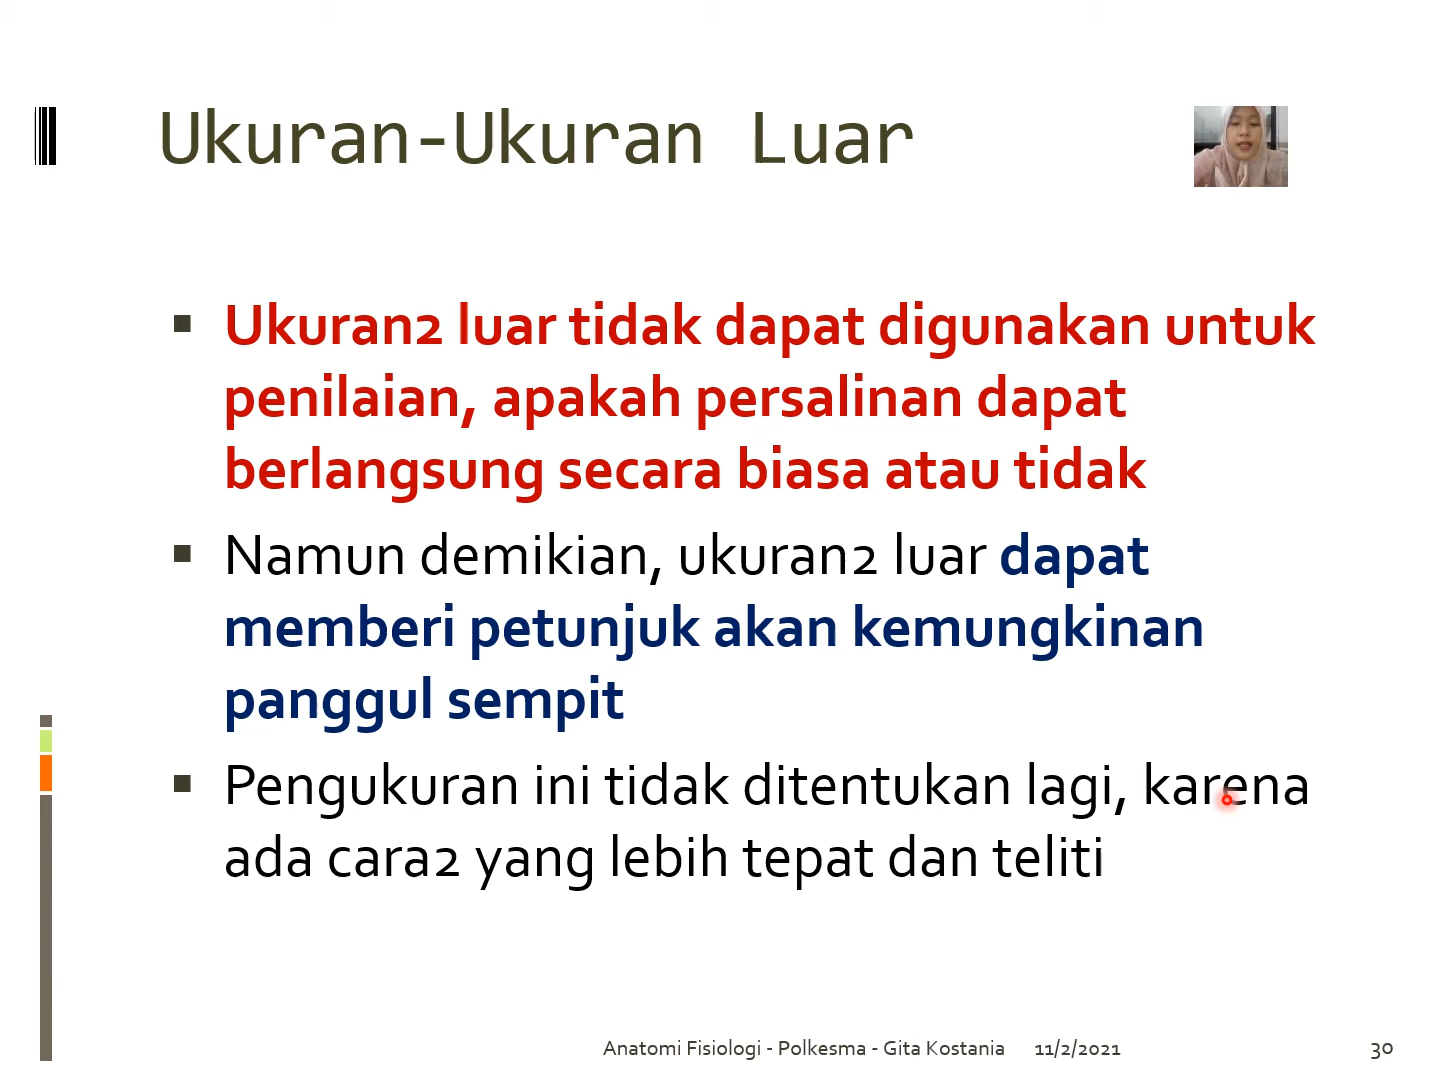 Ukuran-Ukuran Luar
Ukuran2 luar tidak dapat digunakan untuk
penilaian, apakah persalinan dapat
berlangsung secara biasa atau tidak
Namun demikian, ukuran2 luar dapat
memberi petunjuk akan kemungkinan
panggul sempit
Pengukuran ini tidak ditentukan lagi, karena
ada cara2 yang lebih tepat dan teliti
Anatomi Fisiologi - Polkesma - Gita Kostania 11/2/2021 30